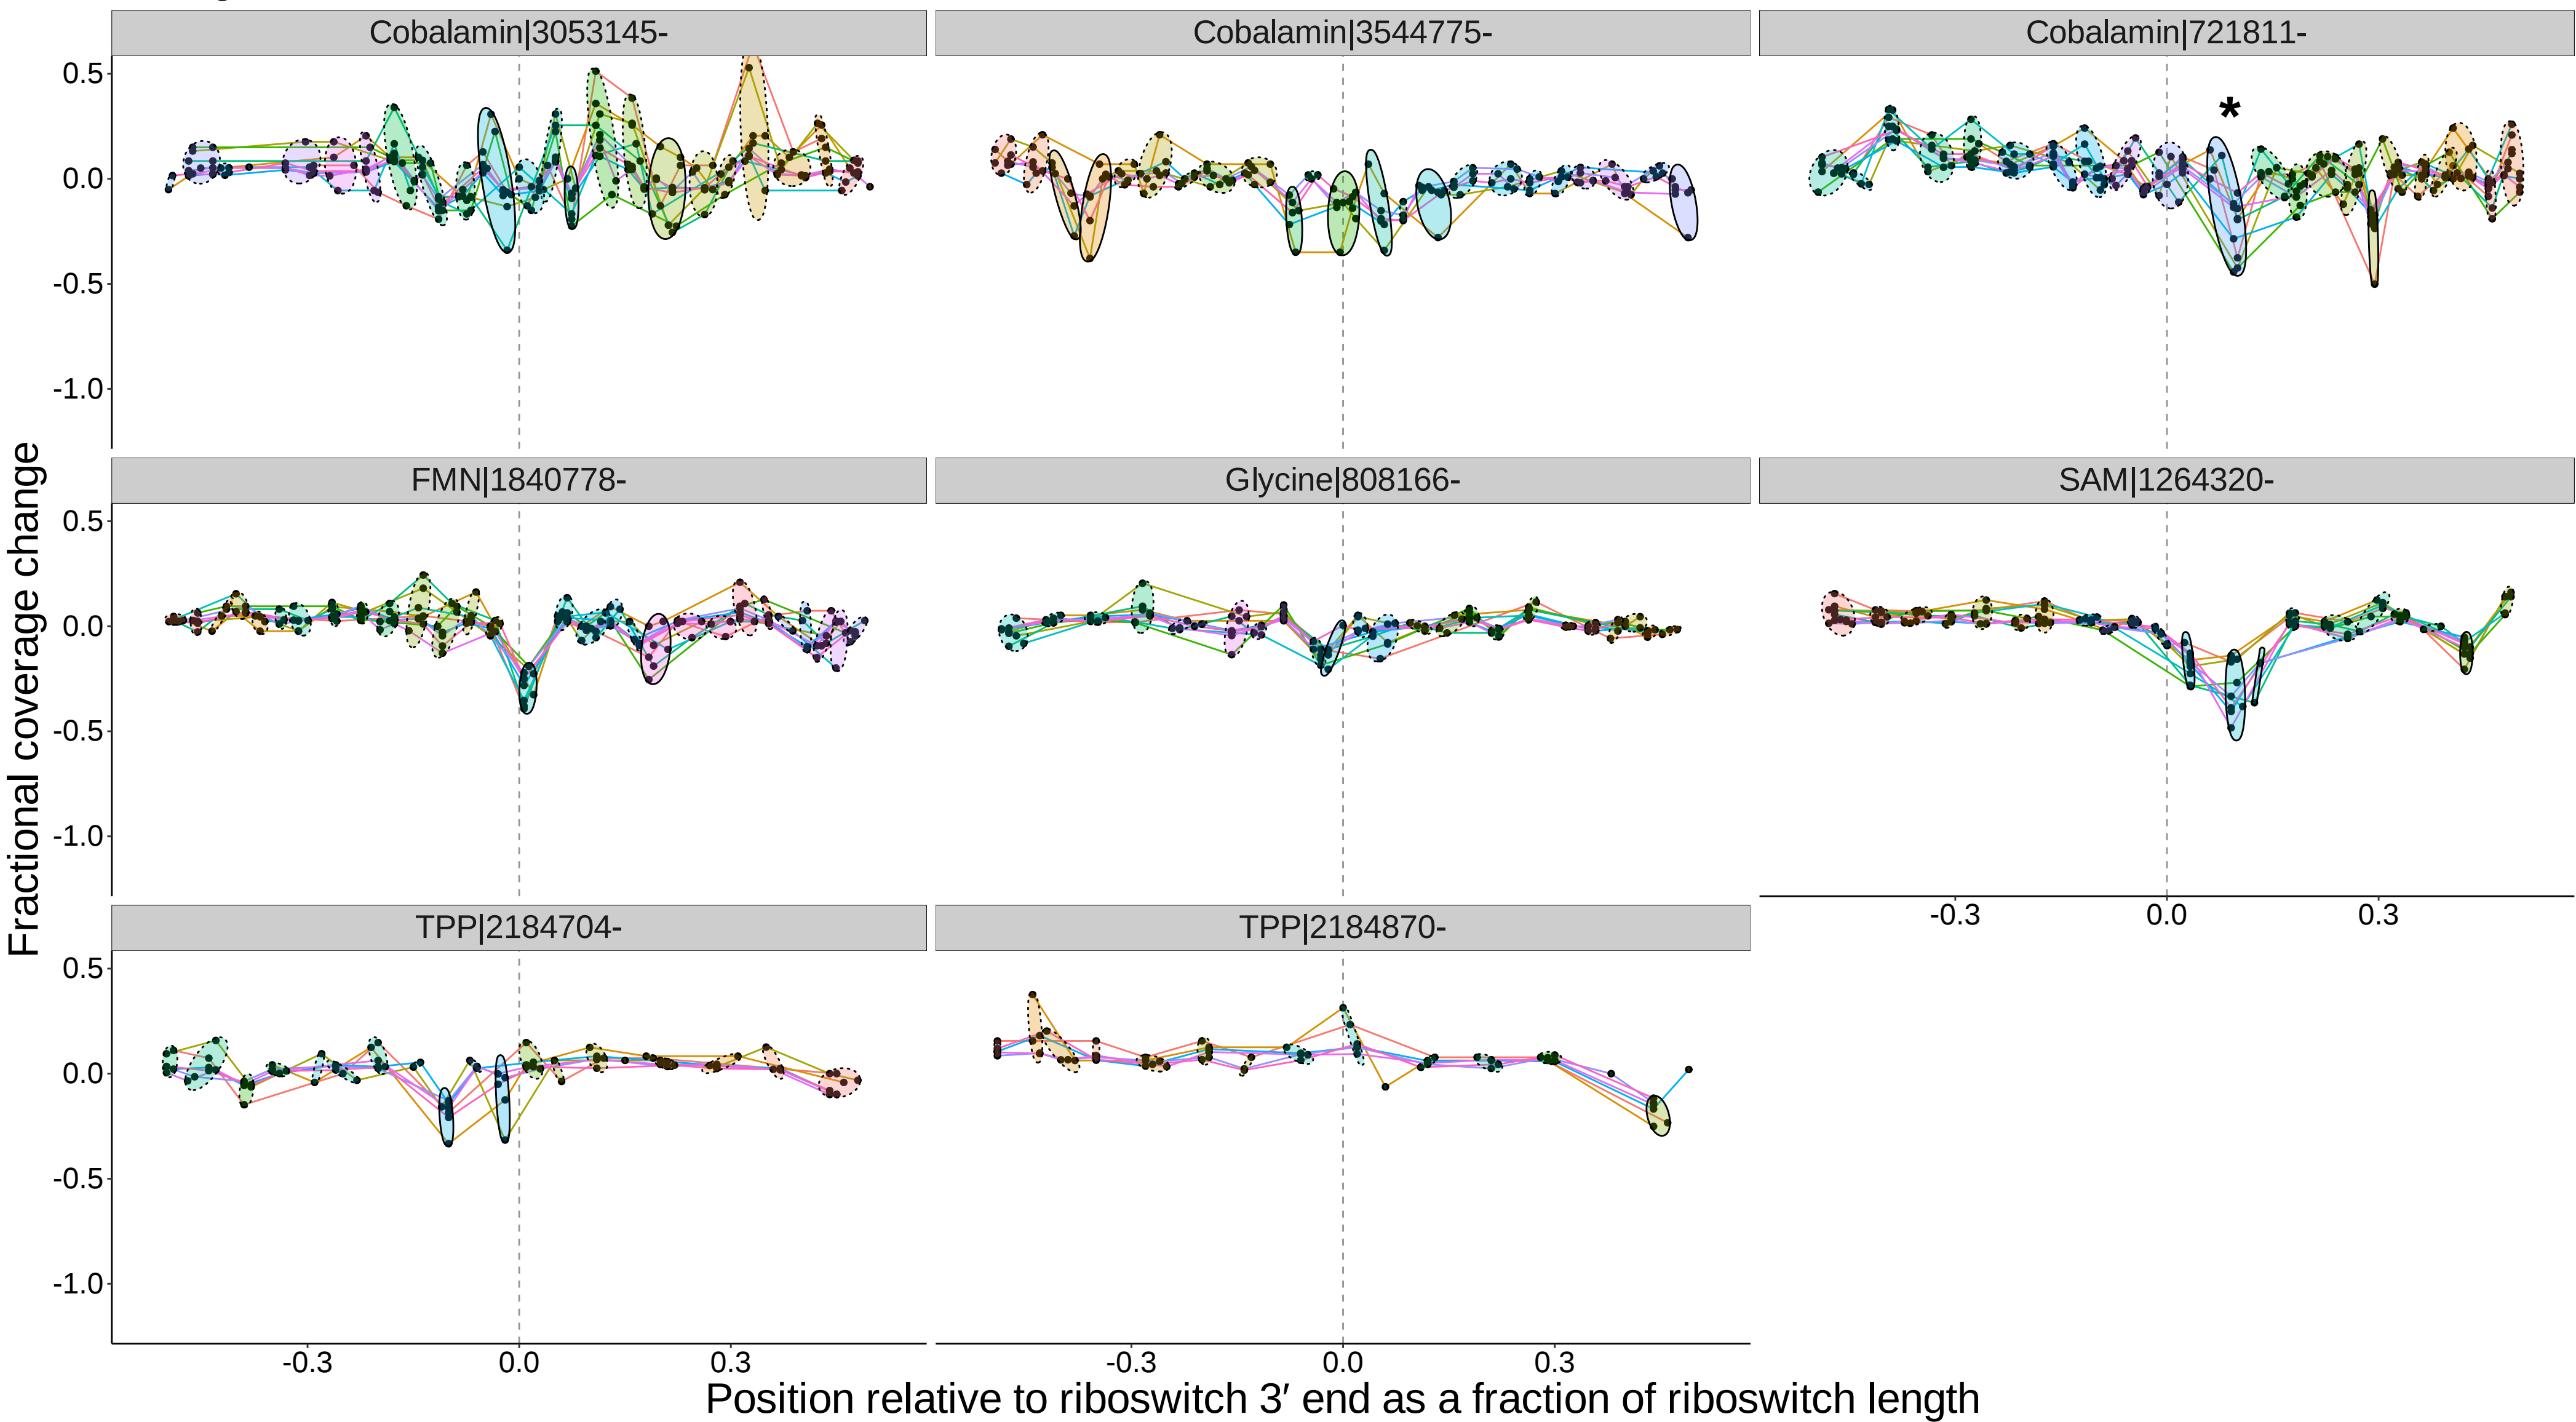 Cobalamin|3053145-
Cobalamin|3544775-
Cobalamin|721811-
0.5
0.0
-0.5
-1.0
*
FMN|1840778-
Glycine|808166-
SAM|1264320-
0.5
0.0
-0.5
-1.0
-0.3
0.0
0.3
TPP|2184704-
TPP|2184870-
0.5
0.0
-0.5
-1.0
-0.3
0.0
0.3
-0.3
0.0
0.3
Fractional coverage change
Position relative to riboswitch 3′ end as a fraction of riboswitch length